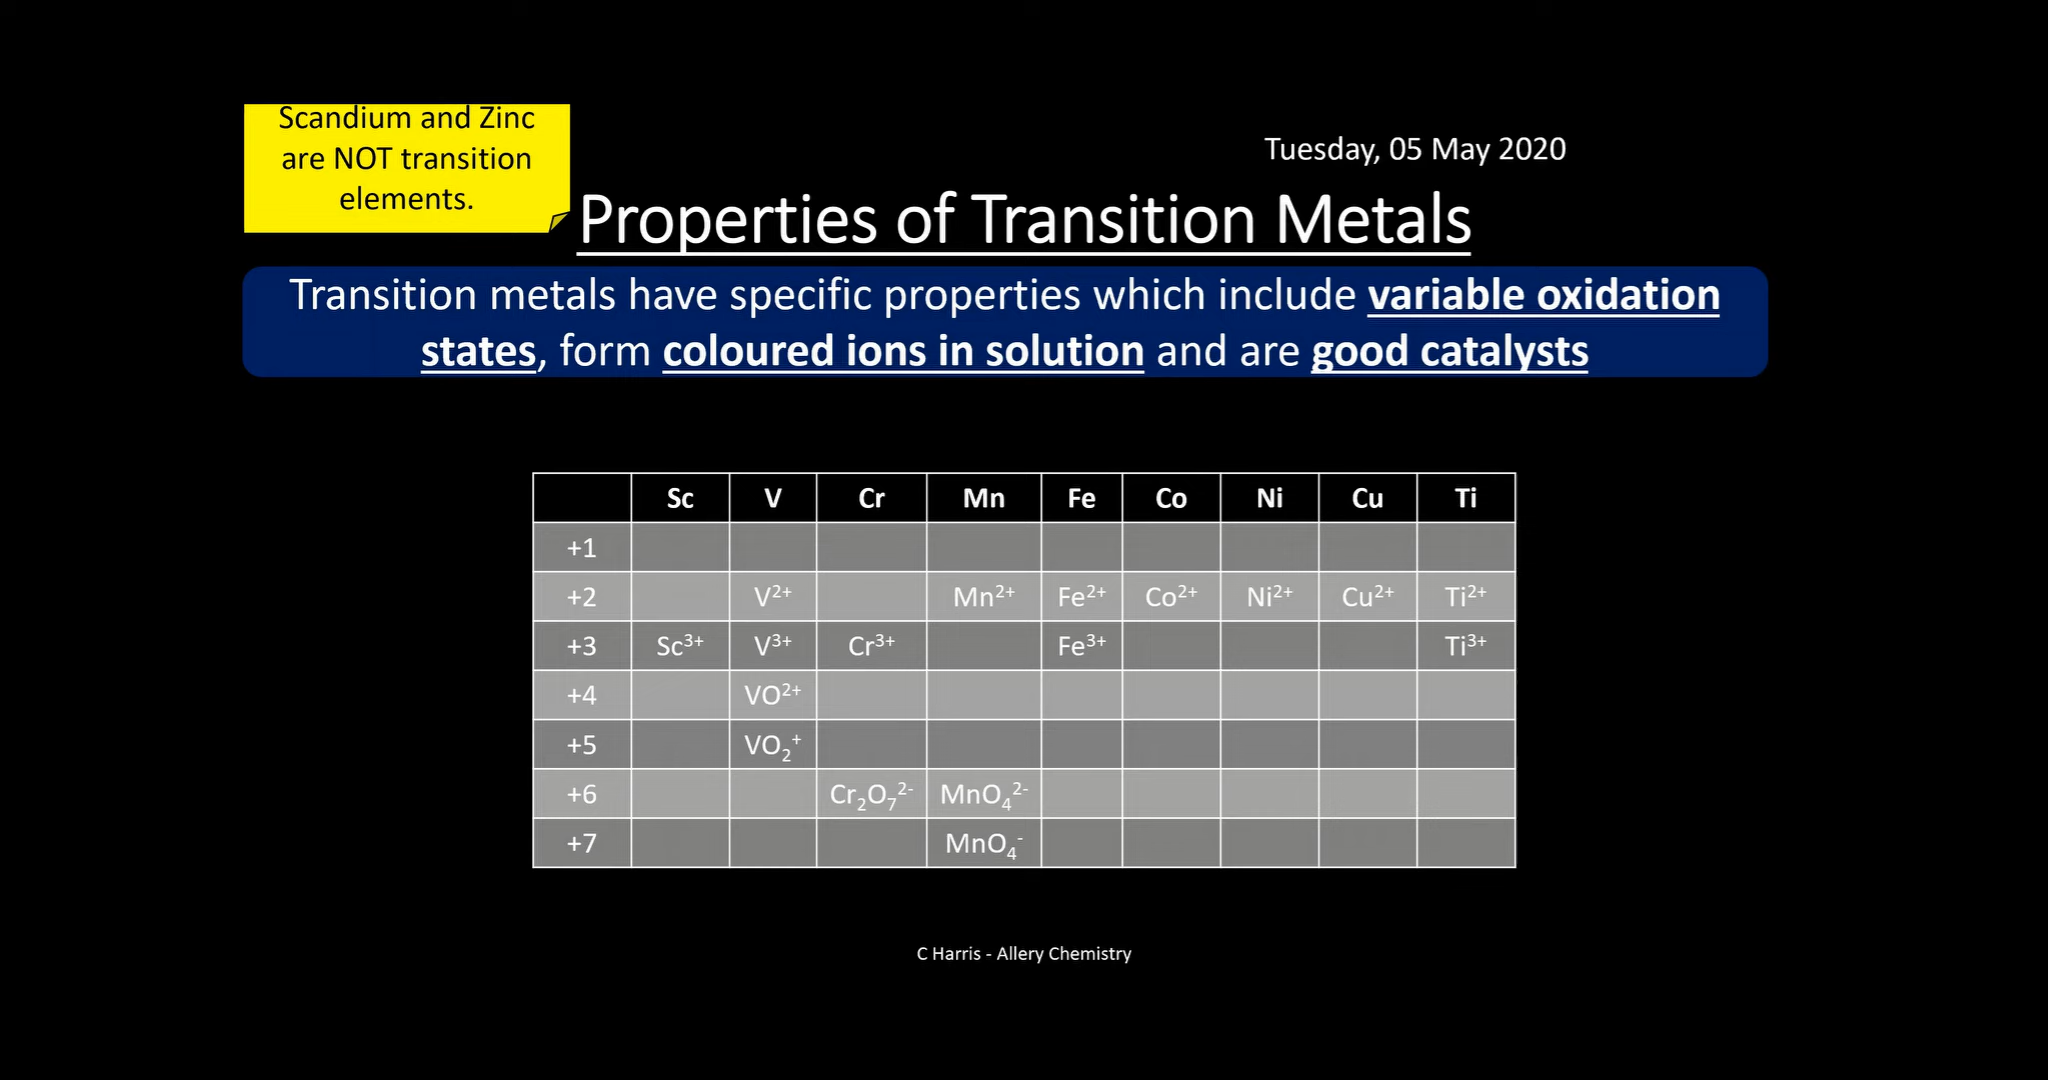 Scandium and Zinc
are NOT transition
elements.
Tuesday, 05 May 2020
Properties of Transition Metals
Transition metals have specific properties which include variable oxidation
states, form coloured ions in solution and are good catalysts
Sc V Cr Mn Fe Co Ni Cu Ti
+1
+2 V²⁺ Mn²⁺ Fe²⁺ Co²⁺ Ni²⁺ Cu²⁺ Ti²⁺
+3 Sc³⁺ V³⁺ Cr³⁺ Fe³⁺ Ti³⁺
+4 VO²⁺
+5 VO₂⁺
+6 Cr₂O₇²⁻ MnO₄²⁻
+7 MnO₄⁻
C Harris - Allery Chemistry